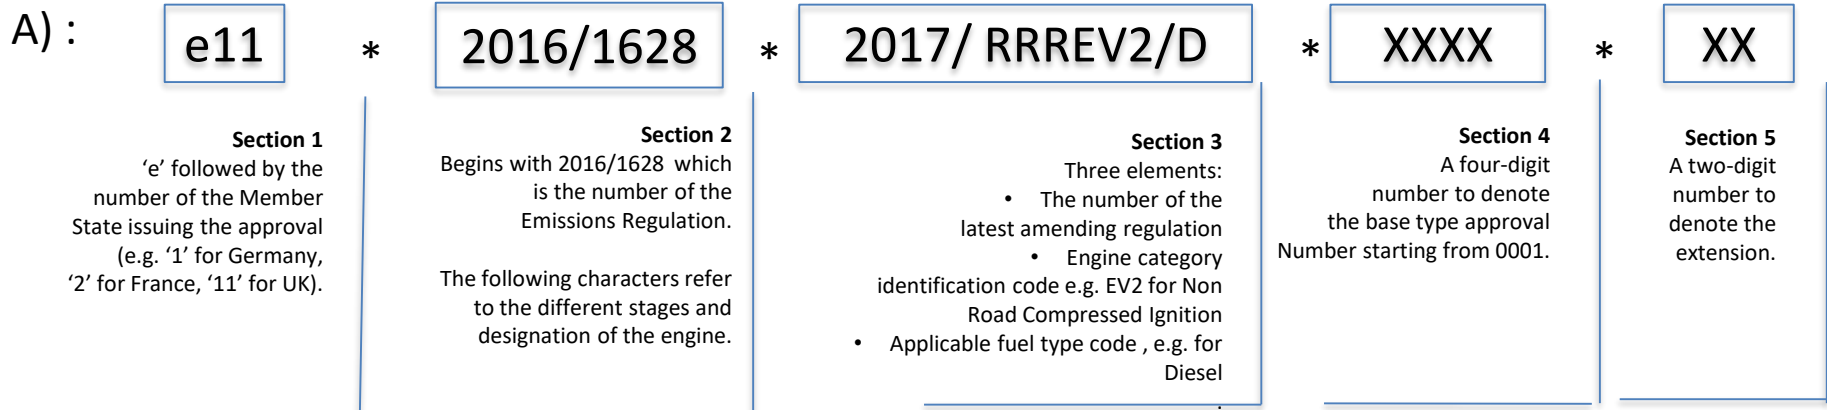 A) :
e11 * 2016/1628 * 2017/ RRREV2/D * XXXX * XX
Section 1
‘e’ followed by the
number of the Member
State issuing the approval
(e.g. ‘1’ for Germany,
‘2’ for France, ‘11’ for UK).
Section 2
Begins with 2016/1628 which
is the number of the
Emissions Regulation.
The following characters refer
to the different stages and
designation of the engine.
Section 3
Three elements:
• The number of the
latest amending regulation
• Engine category
identification code e.g. EV2 for Non
Road Compressed Ignition
• Applicable fuel type code , e.g. for
Diesel
Section 4
A four-digit
number to denote
the base type approval
Number starting from 0001.
Section 5
A two-digit
number to
denote the
extension.